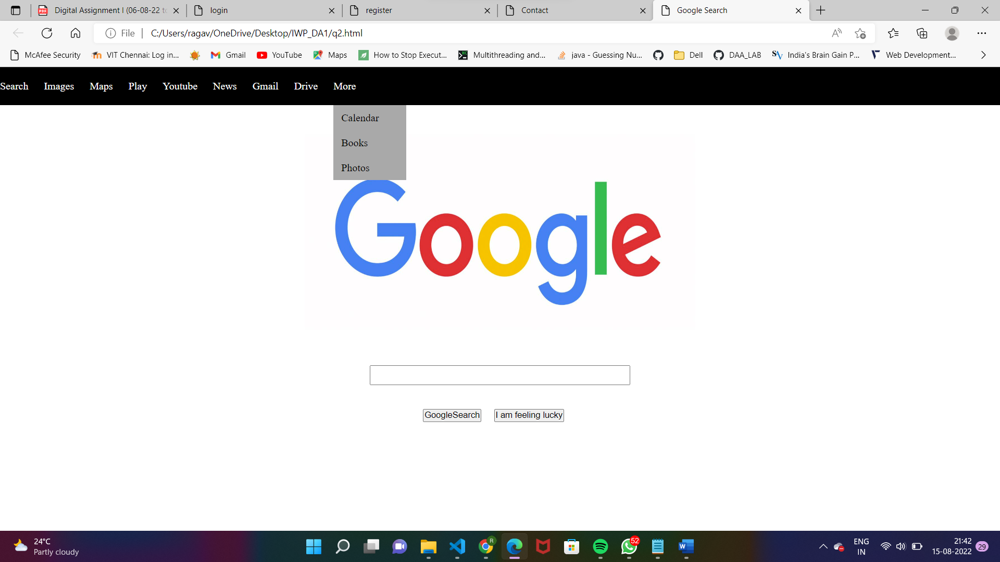 Digital Assignment I (06-08-22 to
login
register
Contact
Google Search
File
C:/Users/ragav/OneDrive/Desktop/IWP_DA1/q2.html
McAfee Security
VIT Chennai: Log in...
Gmail
YouTube
Maps
How to Stop Execut...
Multithreading and...
java - Guessing Nu...
Dell
DAA_LAB
India's Brain Gain P...
Web Development...
Search Images Maps Play Youtube News Gmail Drive More
Calendar
Books
Photos
Google
GoogleSearch
I am feeling lucky
24°C
Partly cloudy
R
52
ENG
IN
21:42
15-08-2022
29